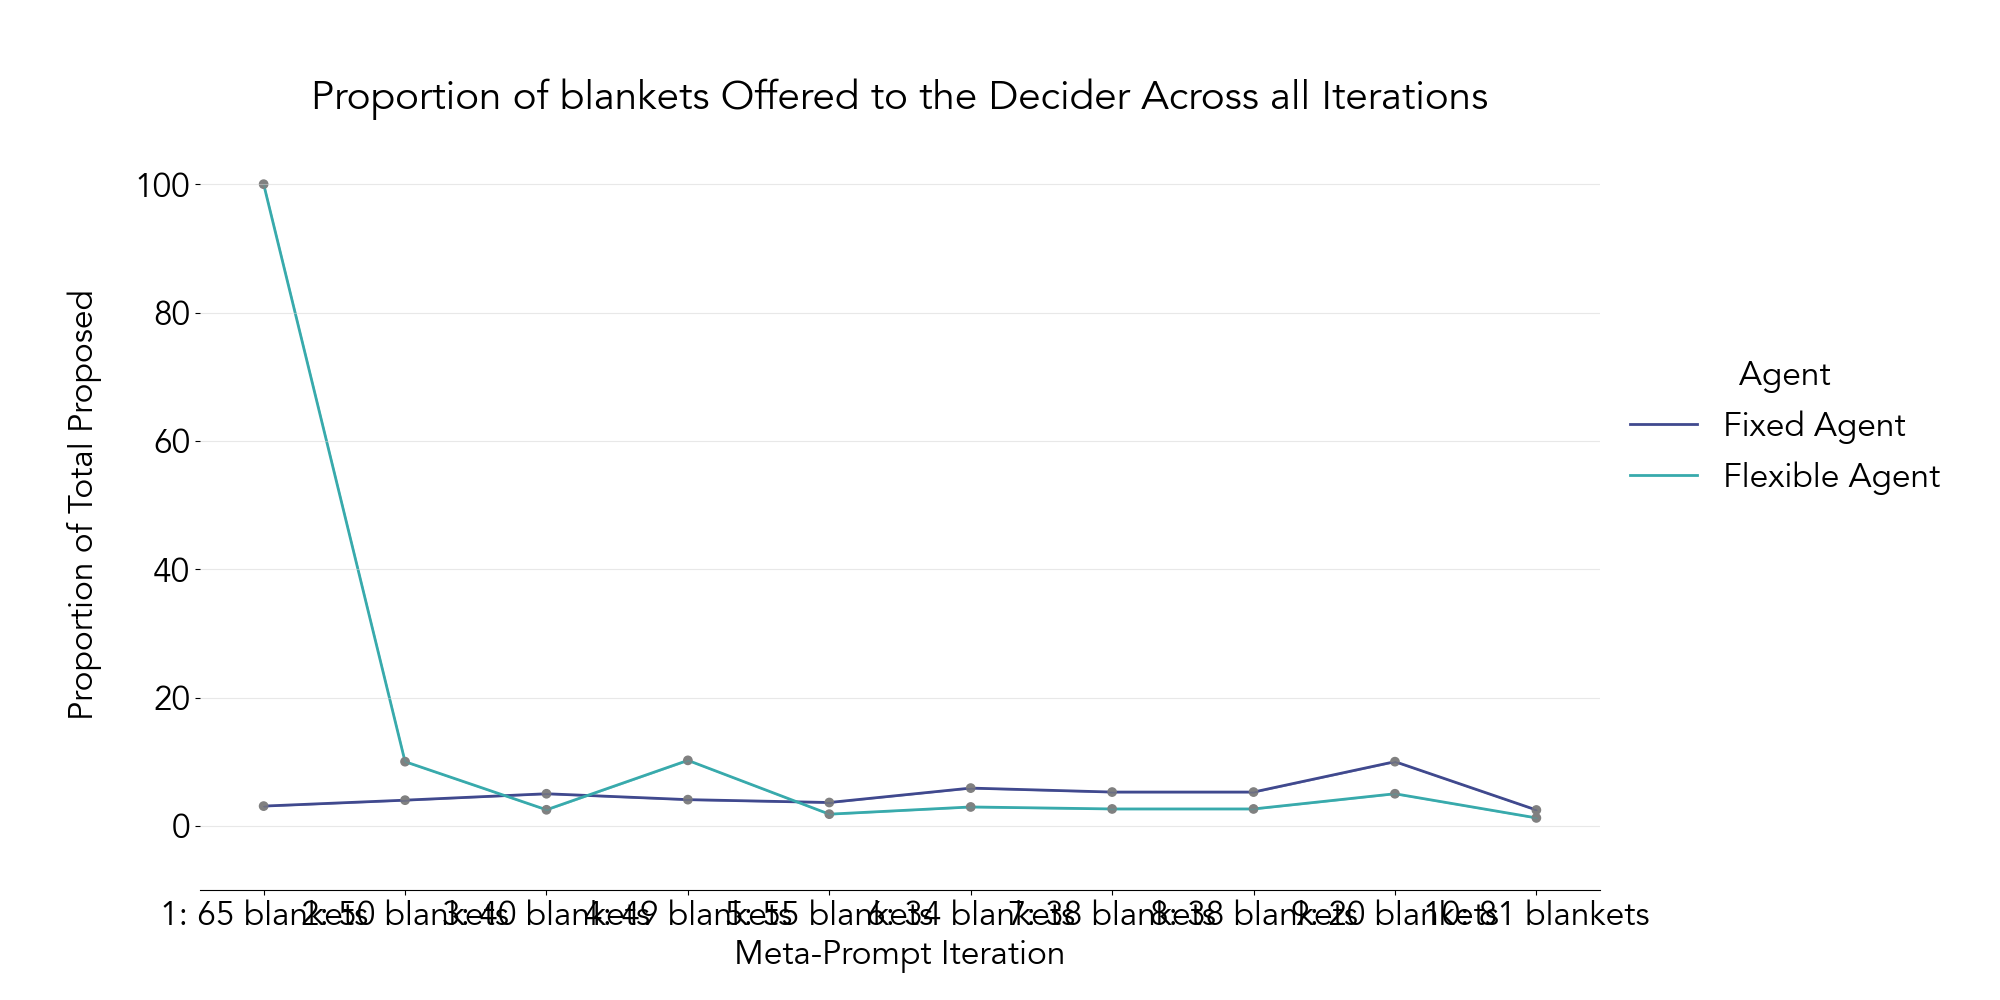 Proportion of blankets Offered to the Decider Across all Iterations
100
80
60
40
20
0
Proportion of Total Proposed
Agent
Fixed Agent
Flexible Agent
1: 65 blankets
2: 50 blankets
3: 40 blankets
4: 49 blankets
5: 55 blankets
6: 34 blankets
7: 38 blankets
8: 38 blankets
9: 20 blankets
10: 81 blankets
Meta-Prompt Iteration